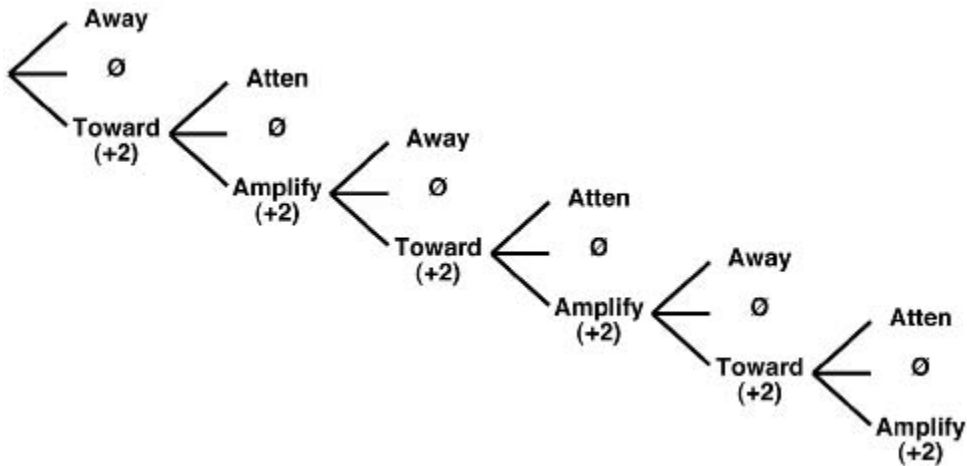 Away
Ø
Toward
(+2)
Atten
Ø
Amplify
(+2)
Away
Ø
Toward
(+2)
Atten
Ø
Amplify
(+2)
Away
Ø
Toward
(+2)
Atten
Ø
Amplify
(+2)